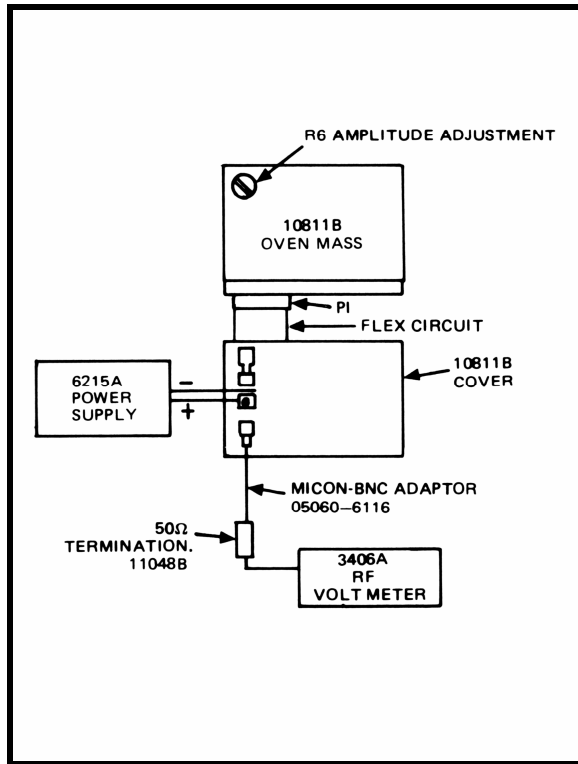 R6 AMPLITUDE ADJUSTMENT
10811B
OVEN MASS
PI
FLEX CIRCUIT
10811B
COVER
6215A
POWER
SUPPLY
−
+
MICON-BNC ADAPTOR
05060–6116
50Ω
TERMINATION.
11048B
3406A
RF
VOLT METER